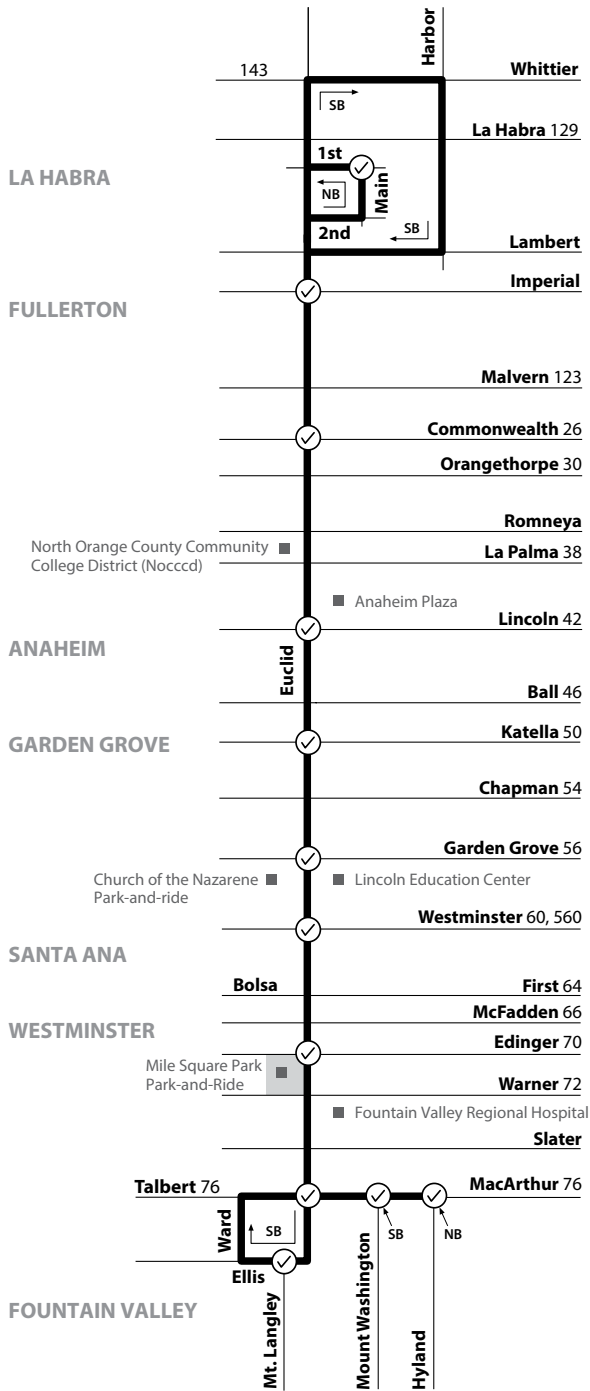 Harbor
143
Whittier
SB
La Habra 129
1st
LA HABRA
NB
Main
SB
2nd
Lambert
Imperial
FULLERTON
Malvern 123
Commonwealth 26
Orangethorpe 30
Romneya
North Orange County Community
College District (Nocccd)
La Palma 38
Anaheim Plaza
Lincoln 42
ANAHEIM
Euclid
Ball 46
Katella 50
GARDEN GROVE
Chapman 54
Garden Grove 56
Church of the Nazarene
Park-and-ride
Lincoln Education Center
Westminster 60, 560
SANTA ANA
Bolsa
First 64
McFadden 66
WESTMINSTER
Edinger 70
Mile Square Park
Park-and-Ride
Warner 72
Fountain Valley Regional Hospital
Slater
Talbert 76
MacArthur 76
Ward
SB
SB
NB
Ellis
FOUNTAIN VALLEY
Mt. Langley
Mount Washington
Hyland